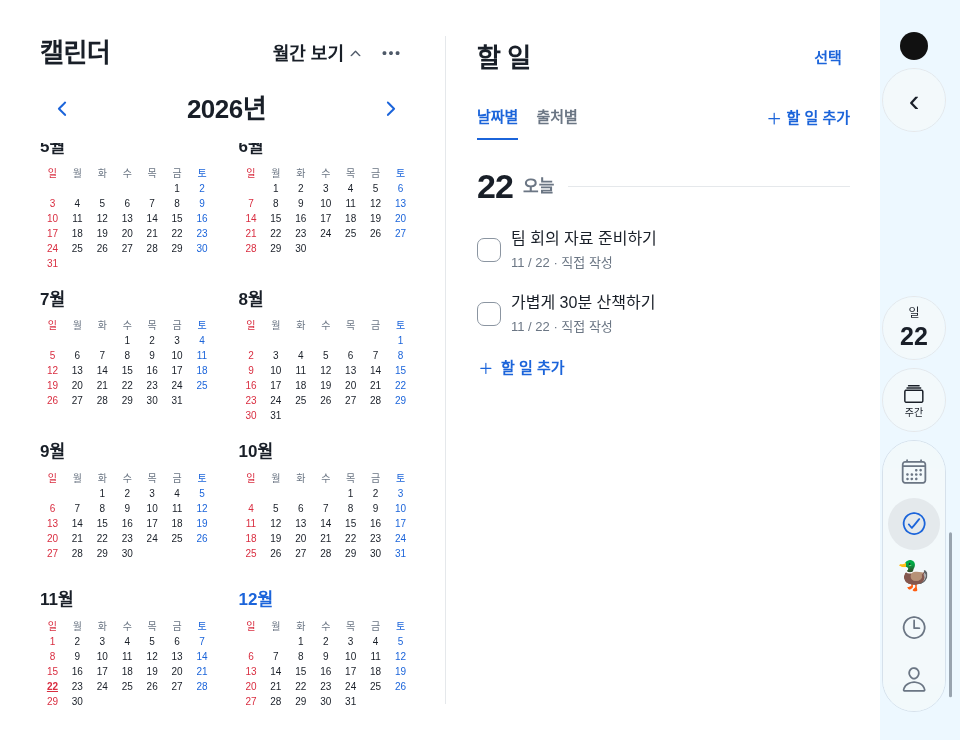 캘린더
월간 보기
2026년
5월 6월
일 월 화 수 목 금 토 일 월 화 수 목 금 토
1 2 1 2 3 4 5 6
3 4 5 6 7 8 9 7 8 9 10 11 12 13
10 11 12 13 14 15 16 14 15 16 17 18 19 20
17 18 19 20 21 22 23 21 22 23 24 25 26 27
24 25 26 27 28 29 30 28 29 30
31
7월 8월
일 월 화 수 목 금 토 일 월 화 수 목 금 토
1 2 3 4 1
5 6 7 8 9 10 11 2 3 4 5 6 7 8
12 13 14 15 16 17 18 9 10 11 12 13 14 15
19 20 21 22 23 24 25 16 17 18 19 20 21 22
26 27 28 29 30 31 23 24 25 26 27 28 29
30 31
9월 10월
일 월 화 수 목 금 토 일 월 화 수 목 금 토
1 2 3 4 5 1 2 3
6 7 8 9 10 11 12 4 5 6 7 8 9 10
13 14 15 16 17 18 19 11 12 13 14 15 16 17
20 21 22 23 24 25 26 18 19 20 21 22 23 24
27 28 29 30 25 26 27 28 29 30 31
11월 12월
일 월 화 수 목 금 토 일 월 화 수 목 금 토
1 2 3 4 5 6 7 1 2 3 4 5
8 9 10 11 12 13 14 6 7 8 9 10 11 12
15 16 17 18 19 20 21 13 14 15 16 17 18 19
22 23 24 25 26 27 28 20 21 22 23 24 25 26
29 30 27 28 29 30 31
할 일
선택
날짜별 출처별
+ 할 일 추가
22 오늘
팀 회의 자료 준비하기
11 / 22 · 직접 작성
가볍게 30분 산책하기
11 / 22 · 직접 작성
+ 할 일 추가
일
22
주간